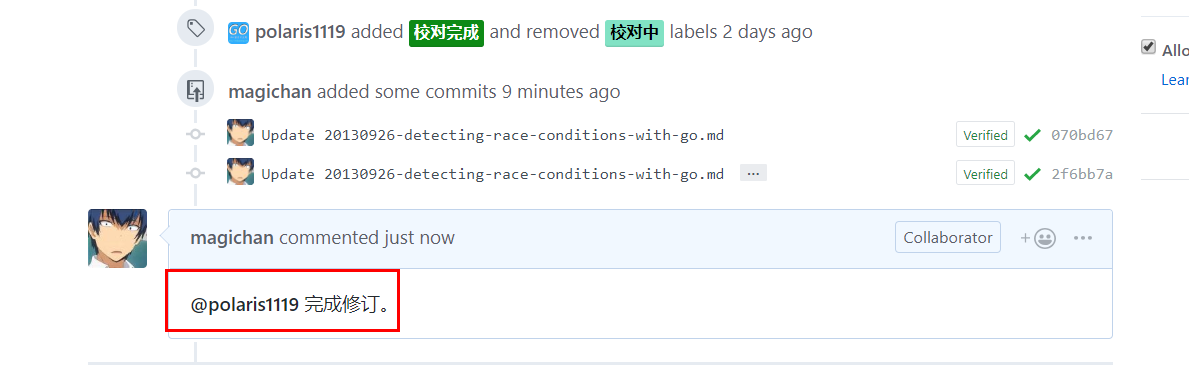 GO polaris1119 added 校对完成 and removed 校对中 labels 2 days ago
Allo
Lear
magichan added some commits 9 minutes ago
Update 20130926-detecting-race-conditions-with-go.md Verified 070bd67
Update 20130926-detecting-race-conditions-with-go.md ... Verified 2f6bb7a
magichan commented just now Collaborator +
@polaris1119 完成修订。